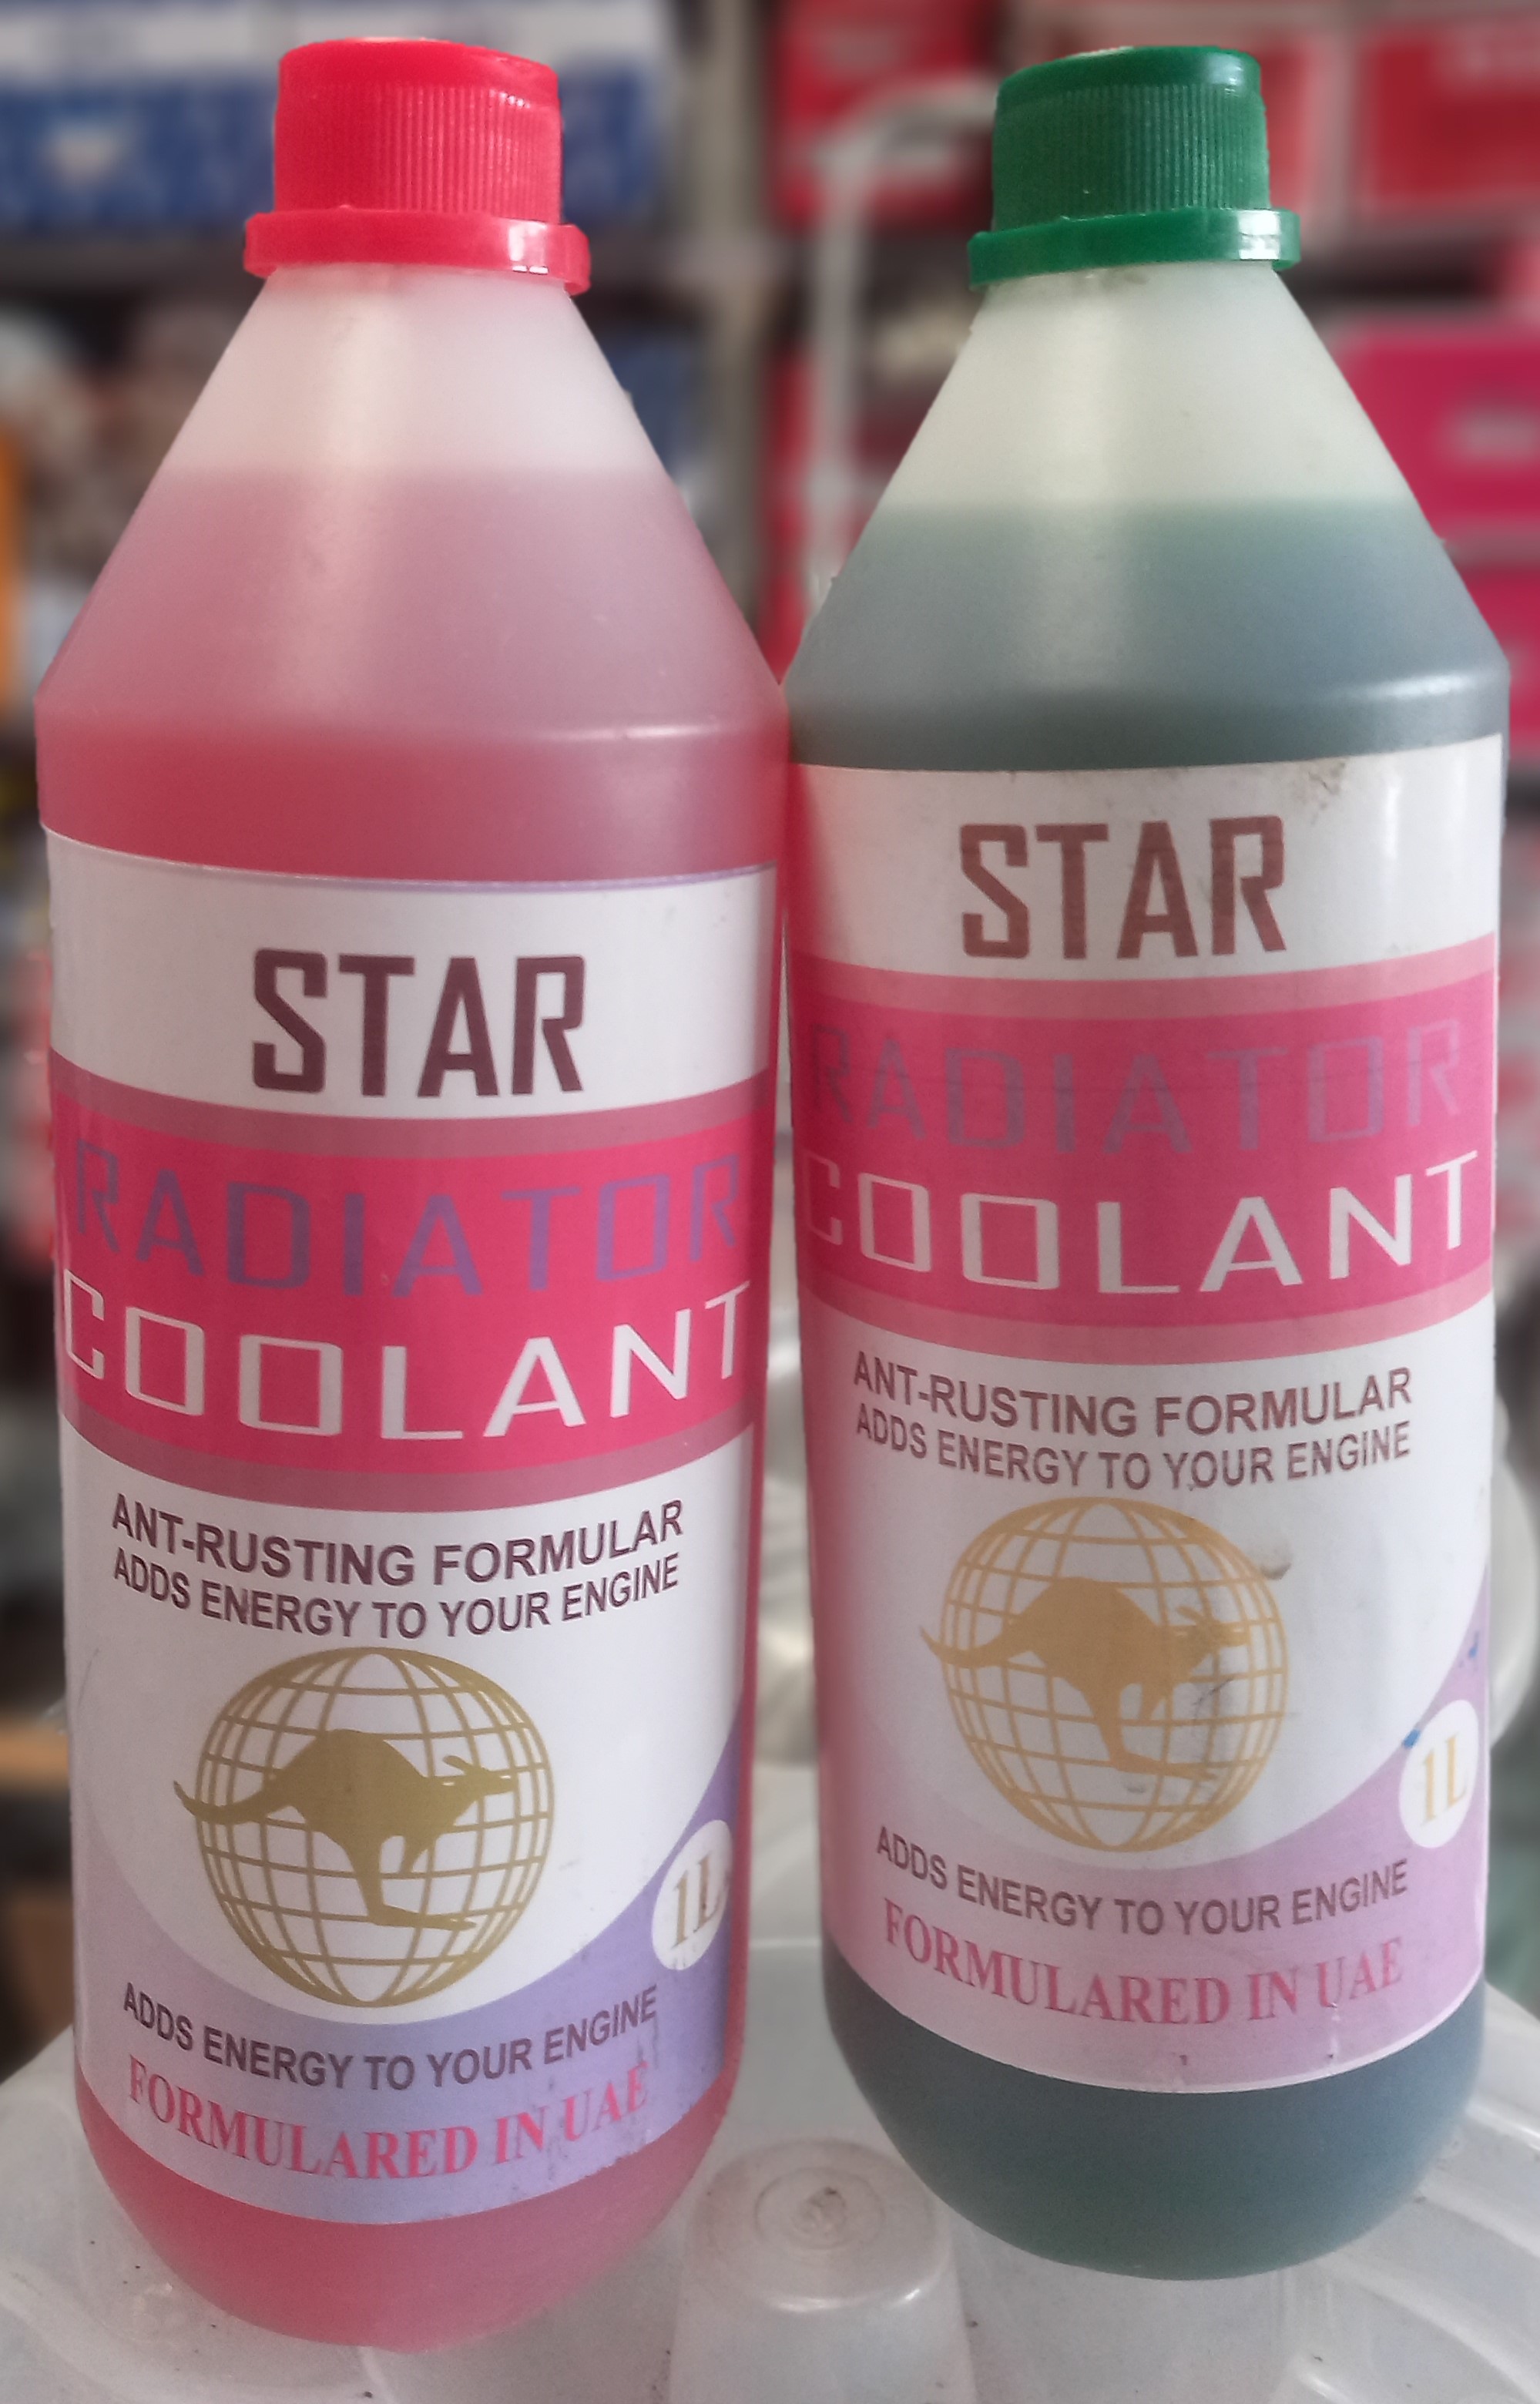 STAR
RADIATOR
COOLANT
ANT-RUSTING FORMULAR
ADDS ENERGY TO YOUR ENGINE
1L
ADDS ENERGY TO YOUR ENGINE
FORMULARED IN UAE
STAR
RADIATOR
COOLANT
ANT-RUSTING FORMULAR
ADDS ENERGY TO YOUR ENGINE
1L
ADDS ENERGY TO YOUR ENGINE
FORMULARED IN UAE